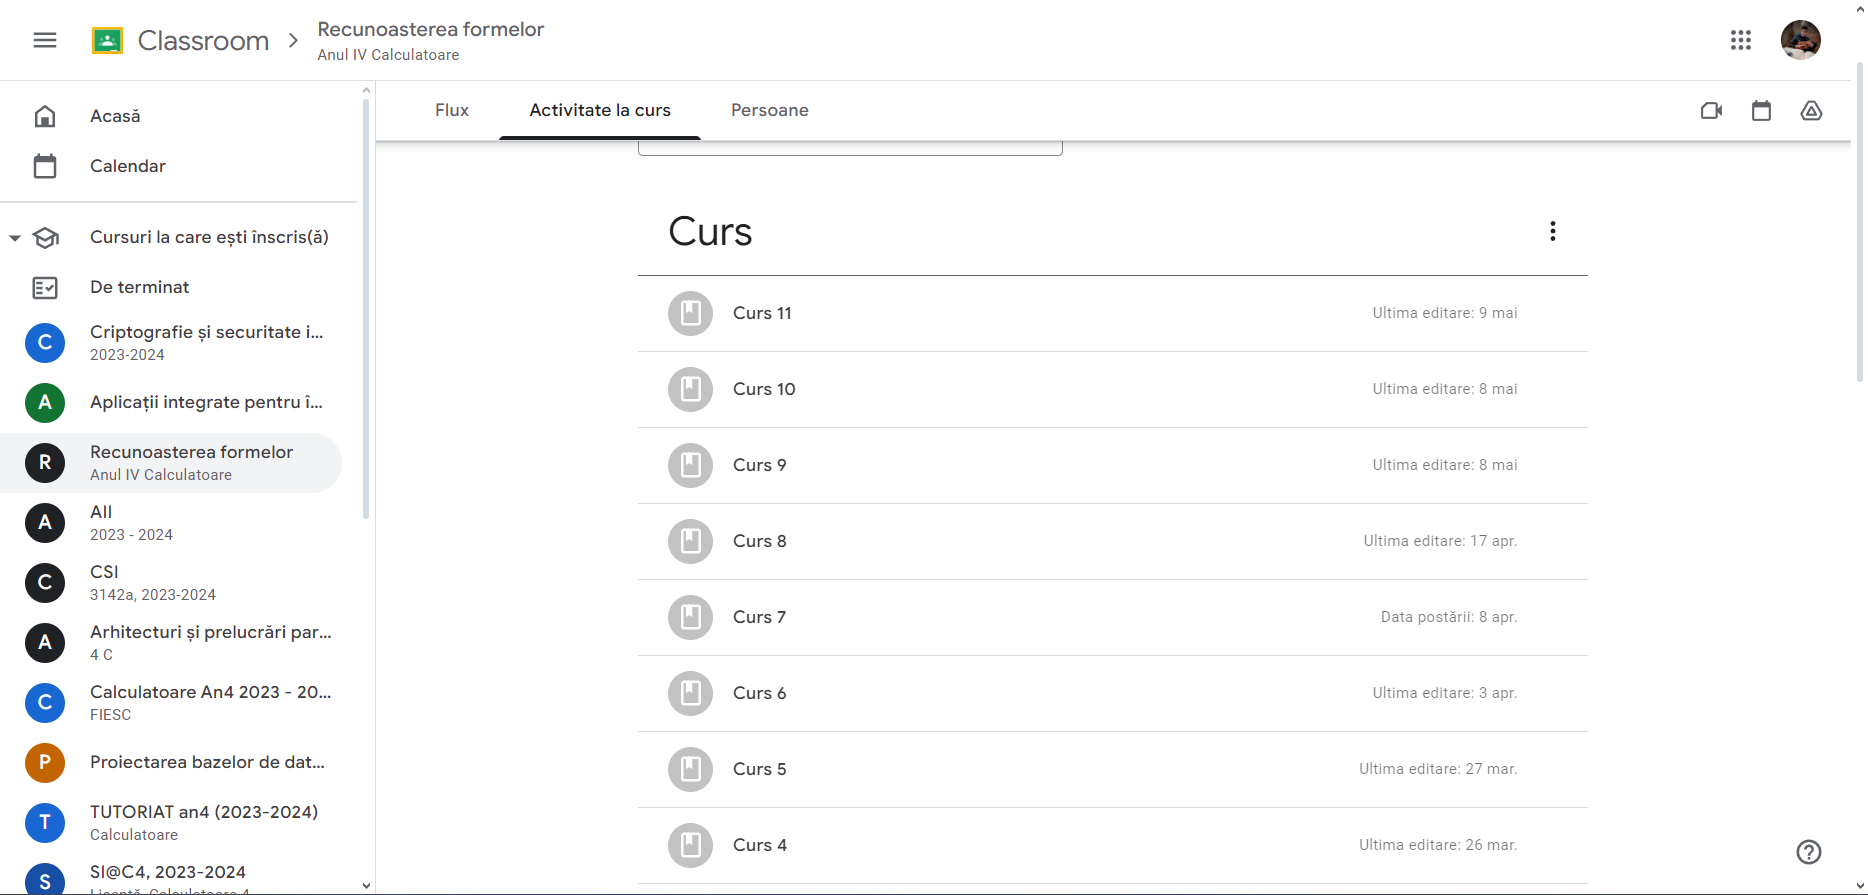 Classroom
Recunoasterea formelor
Anul IV Calculatoare
Acasă
Calendar
Cursuri la care ești înscris(ă)
De terminat
C
Criptografie și securitate i...
2023-2024
A
Aplicații integrate pentru î...
R
Recunoasterea formelor
Anul IV Calculatoare
A
AII
2023 - 2024
C
CSI
3142a, 2023-2024
A
Arhitecturi și prelucrări par...
4 C
C
Calculatoare An4 2023 - 20...
FIESC
P
Proiectarea bazelor de dat...
T
TUTORIAT an4 (2023-2024)
Calculatoare
S
SI@C4, 2023-2024
Licență, Calculatoare 4
Flux
Activitate la curs
Persoane
Curs
Curs 11
Ultima editare: 9 mai
Curs 10
Ultima editare: 8 mai
Curs 9
Ultima editare: 8 mai
Curs 8
Ultima editare: 17 apr.
Curs 7
Data postării: 8 apr.
Curs 6
Ultima editare: 3 apr.
Curs 5
Ultima editare: 27 mar.
Curs 4
Ultima editare: 26 mar.